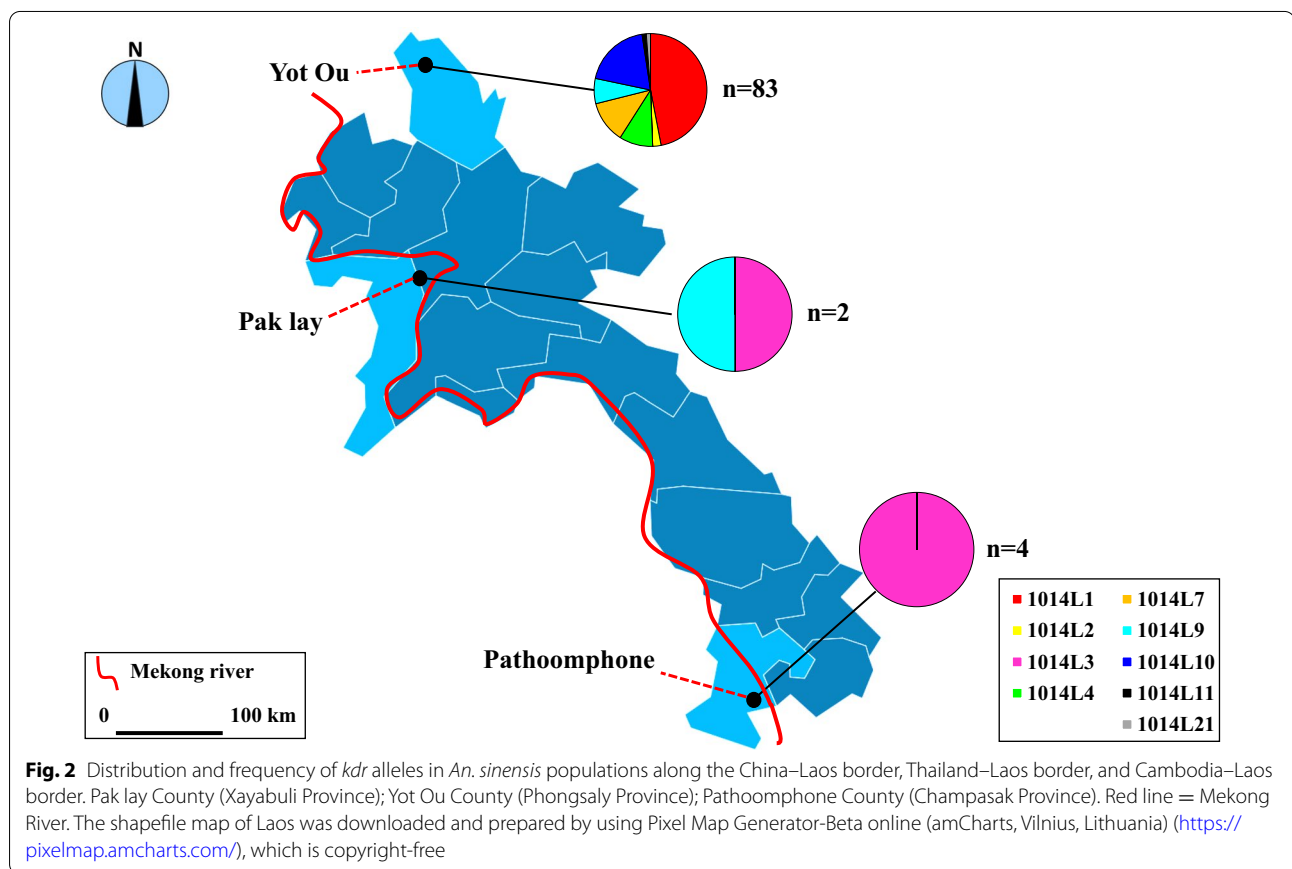 N
Yot Ou
n=83
Pak lay
n=2
n=4
Pathoomphone
1014L1
1014L7
1014L2
1014L9
1014L3
1014L10
1014L4
1014L11
1014L21
Mekong river
0 100 km
Fig. 2 Distribution and frequency of kdr alleles in An. sinensis populations along the China–Laos border, Thailand–Laos border, and Cambodia–Laos
border. Pak lay County (Xayabuli Province); Yot Ou County (Phongsaly Province); Pathoomphone County (Champasak Province). Red line = Mekong
River. The shapefile map of Laos was downloaded and prepared by using Pixel Map Generator-Beta online (amCharts, Vilnius, Lithuania) (https://
pixelmap.amcharts.com/), which is copyright-free